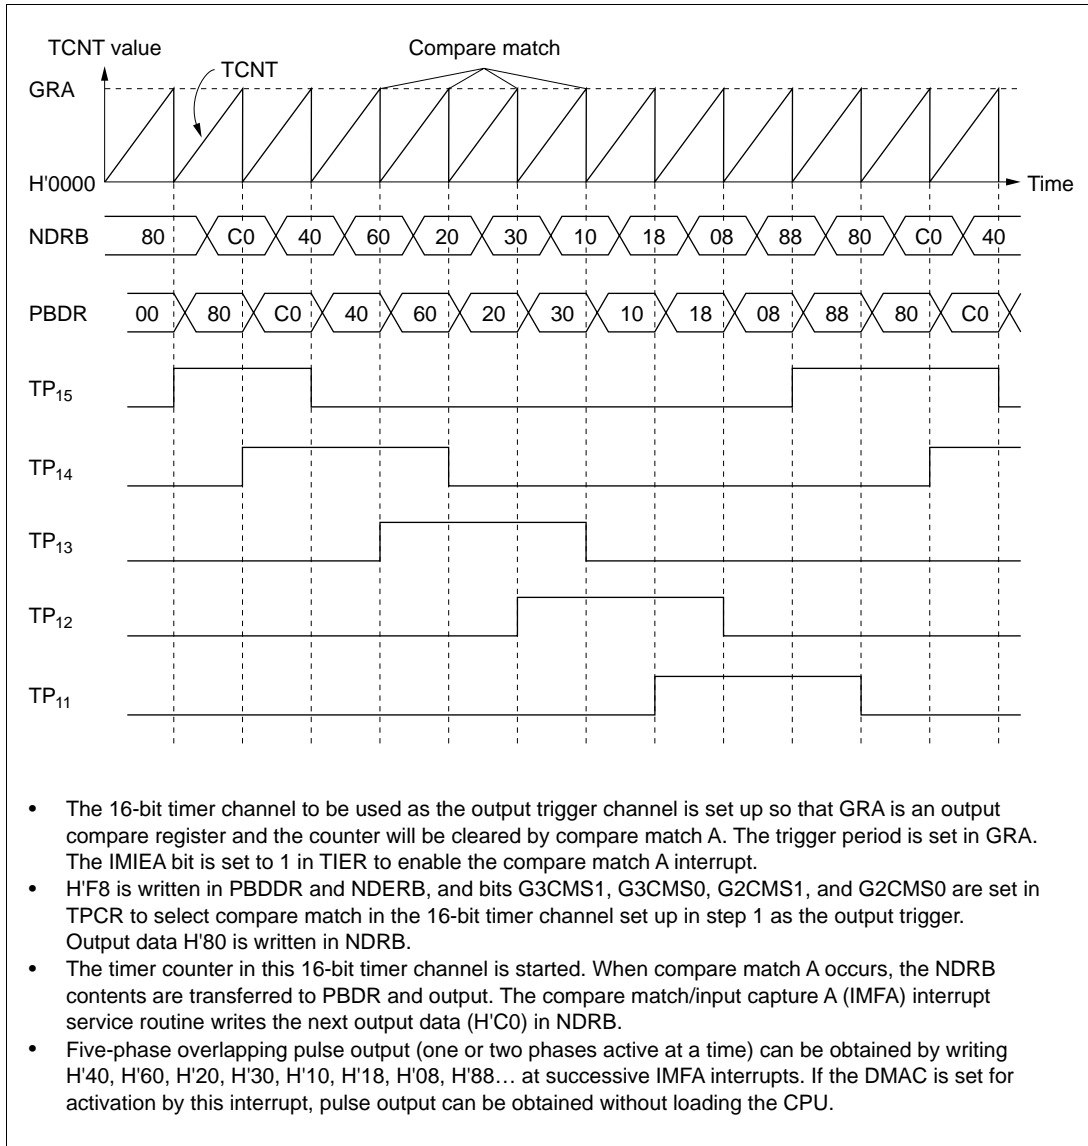 TCNT value
Compare match
TCNT
GRA
H'0000
Time
NDRB 80 C0 40 60 20 30 10 18 08 88 80 C0 40
PBDR 00 80 C0 40 60 20 30 10 18 08 88 80 C0
TP15
TP14
TP13
TP12
TP11
• The 16-bit timer channel to be used as the output trigger channel is set up so that GRA is an output
compare register and the counter will be cleared by compare match A. The trigger period is set in GRA.
The IMIEA bit is set to 1 in TIER to enable the compare match A interrupt.
• H'F8 is written in PBDDR and NDERB, and bits G3CMS1, G3CMS0, G2CMS1, and G2CMS0 are set in
TPCR to select compare match in the 16-bit timer channel set up in step 1 as the output trigger.
Output data H'80 is written in NDRB.
• The timer counter in this 16-bit timer channel is started. When compare match A occurs, the NDRB
contents are transferred to PBDR and output. The compare match/input capture A (IMFA) interrupt
service routine writes the next output data (H'C0) in NDRB.
• Five-phase overlapping pulse output (one or two phases active at a time) can be obtained by writing
H'40, H'60, H'20, H'30, H'10, H'18, H'08, H'88… at successive IMFA interrupts. If the DMAC is set for
activation by this interrupt, pulse output can be obtained without loading the CPU.